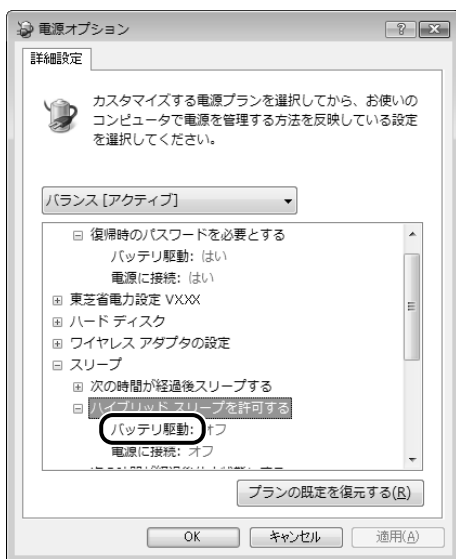 電源オプション
詳細設定
カスタマイズする電源プランを選択してから、お使いの
コンピュータで電源を管理する方法を反映している設定
を選択してください。
バランス [アクティブ]
復帰時のパスワードを必要とする
バッテリ駆動: はい
電源に接続: はい
東芝省電力設定 VX.XX
ハード ディスク
ワイヤレス アダプタの設定
スリープ
次の時間が経過後スリープする
ハイブリッド スリープを許可する
バッテリ駆動: オフ
電源に接続: オフ
プランの既定を復元する(R)
OK
キャンセル
適用(A)